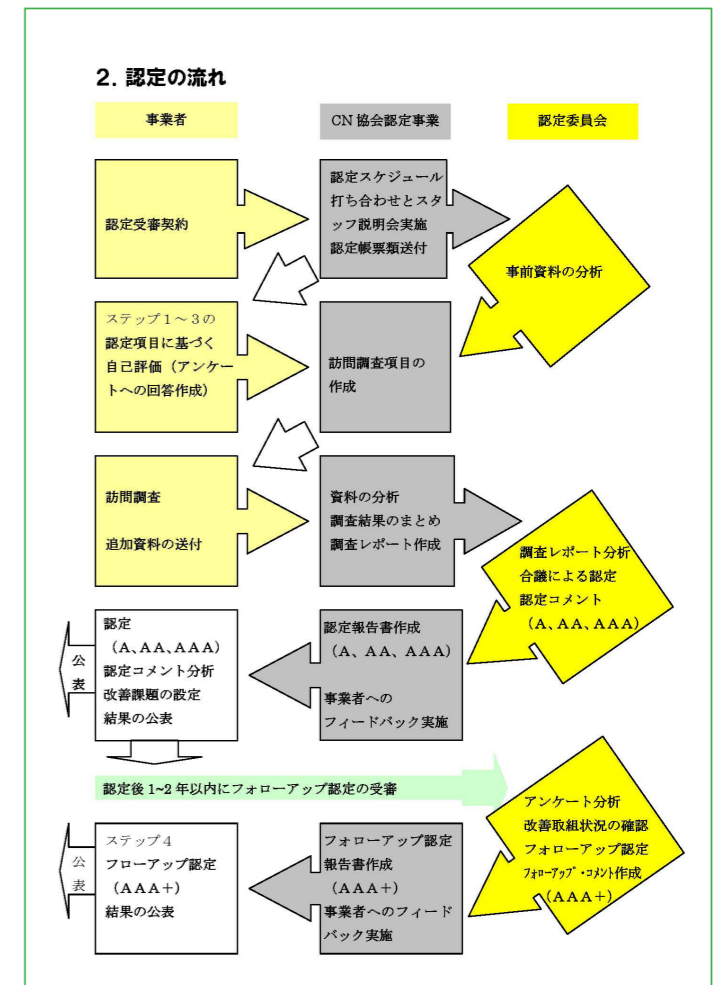 2. 認定の流れ
事業者
CN 協会認定事業
認定委員会
認定受審契約
認定スケジュール
打ち合わせとスタ
ッフ説明会実施
認定帳票類送付
事前資料の分析
ステップ1～3の
認定項目に基づく
自己評価（アンケー
トへの回答作成）
訪問調査項目の
作成
訪問調査
追加資料の送付
資料の分析
調査結果のまとめ
調査レポート作成
調査レポート分析
合議による認定
認定コメント
（A、AA、AAA）
認定報告書作成
（A、AA、AAA）
事業者への
フィードバック実施
認定
（A、AA、AAA）
認定コメント分析
改善課題の設定
結果の公表
公
表
認定後 1~2 年以内にフォローアップ認定の受審
アンケート分析
改善取組状況の確認
フォローアップ認定
ﾌｫﾛｰｱｯﾌﾟ・ｺﾒﾝﾄ作成
（AAA+）
フォローアップ認定
報告書作成
（AAA+）
事業者へのフィード
バック実施
ステップ4
フローアップ認定
（AAA+）
結果の公表
公
表